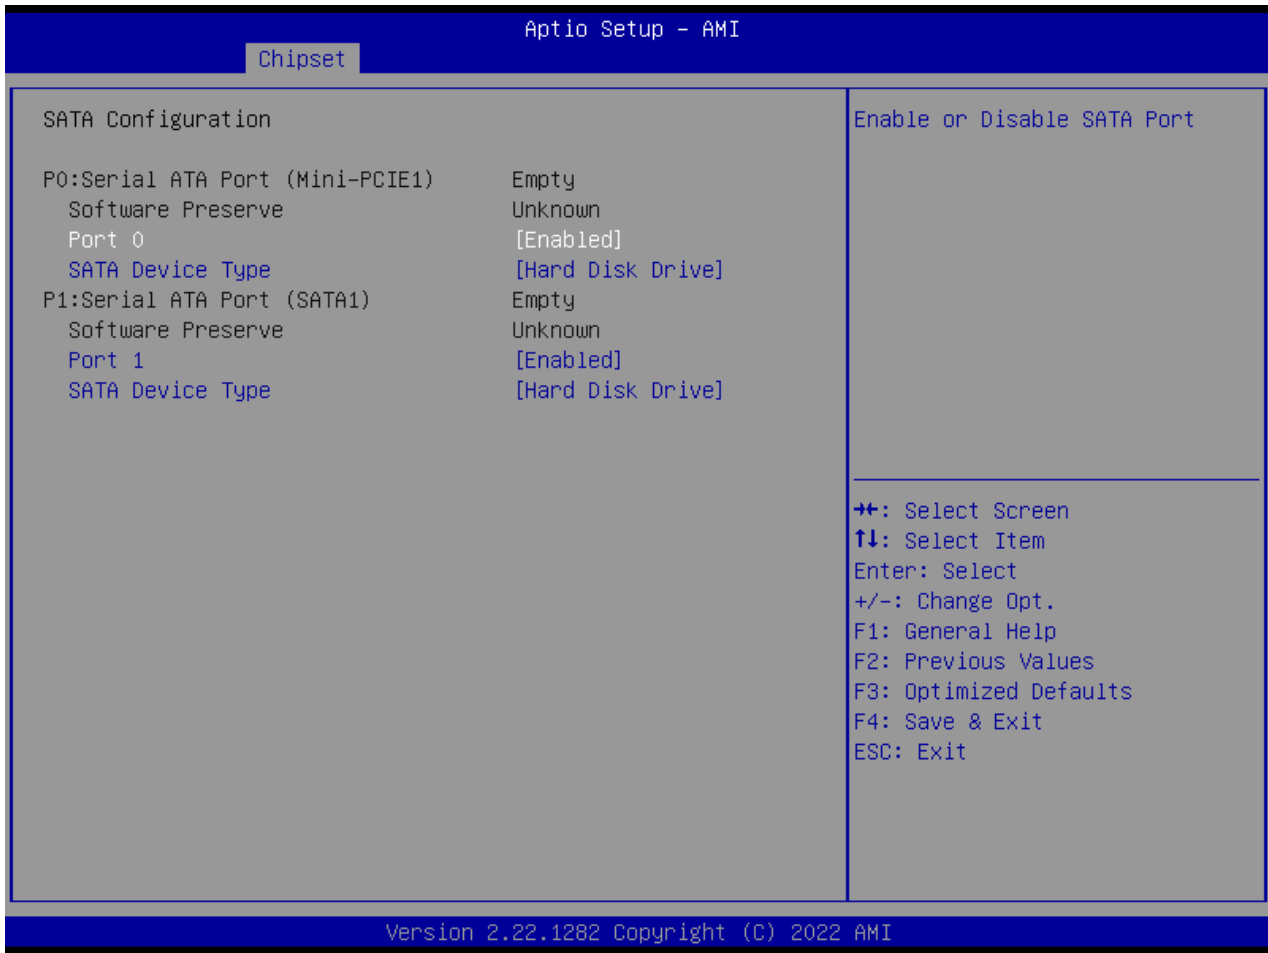 Aptio Setup – AMI
Chipset
SATA Configuration
P0:Serial ATA Port (Mini-PCIE1) Empty
Software Preserve Unknown
Port 0 [Enabled]
SATA Device Type [Hard Disk Drive]
P1:Serial ATA Port (SATA1) Empty
Software Preserve Unknown
Port 1 [Enabled]
SATA Device Type [Hard Disk Drive]
Enable or Disable SATA Port
→←: Select Screen
↑↓: Select Item
Enter: Select
+/-: Change Opt.
F1: General Help
F2: Previous Values
F3: Optimized Defaults
F4: Save & Exit
ESC: Exit
Version 2.22.1282 Copyright (C) 2022 AMI